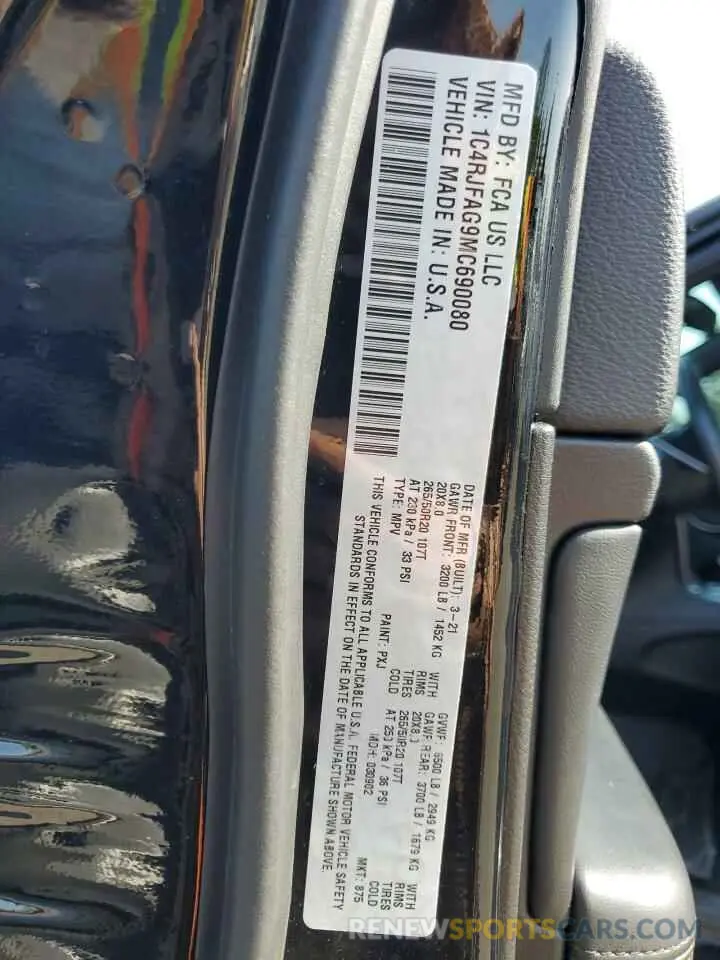 MFD BY: FCA US LLC
VIN: 1C4RJFAG9MC690080
VEHICLE MADE IN: U.S.A.
DATE OF MFR (BUILT): 3-21 GVWR: 6500 LB / 2949 KG
GAWR FRONT: 3200 LB / 1452 KG WITH GAWR REAR: 3700 LB / 1679 KG WITH
20X8.0 RIMS 20X8.0 RIMS
265/50R20 107T TIRES 265/50R20 107T TIRES
AT 230 kPa / 33 PSI COLD AT 250 kPa / 36 PSI COLD
TYPE: MPV PAINT: PXJ MDH: 030902 MKT: 875
THIS VEHICLE CONFORMS TO ALL APPLICABLE U.S.A. FEDERAL MOTOR VEHICLE SAFETY
STANDARDS IN EFFECT ON THE DATE OF MANUFACTURE SHOWN ABOVE.
RENEWSPORTCARS.COM